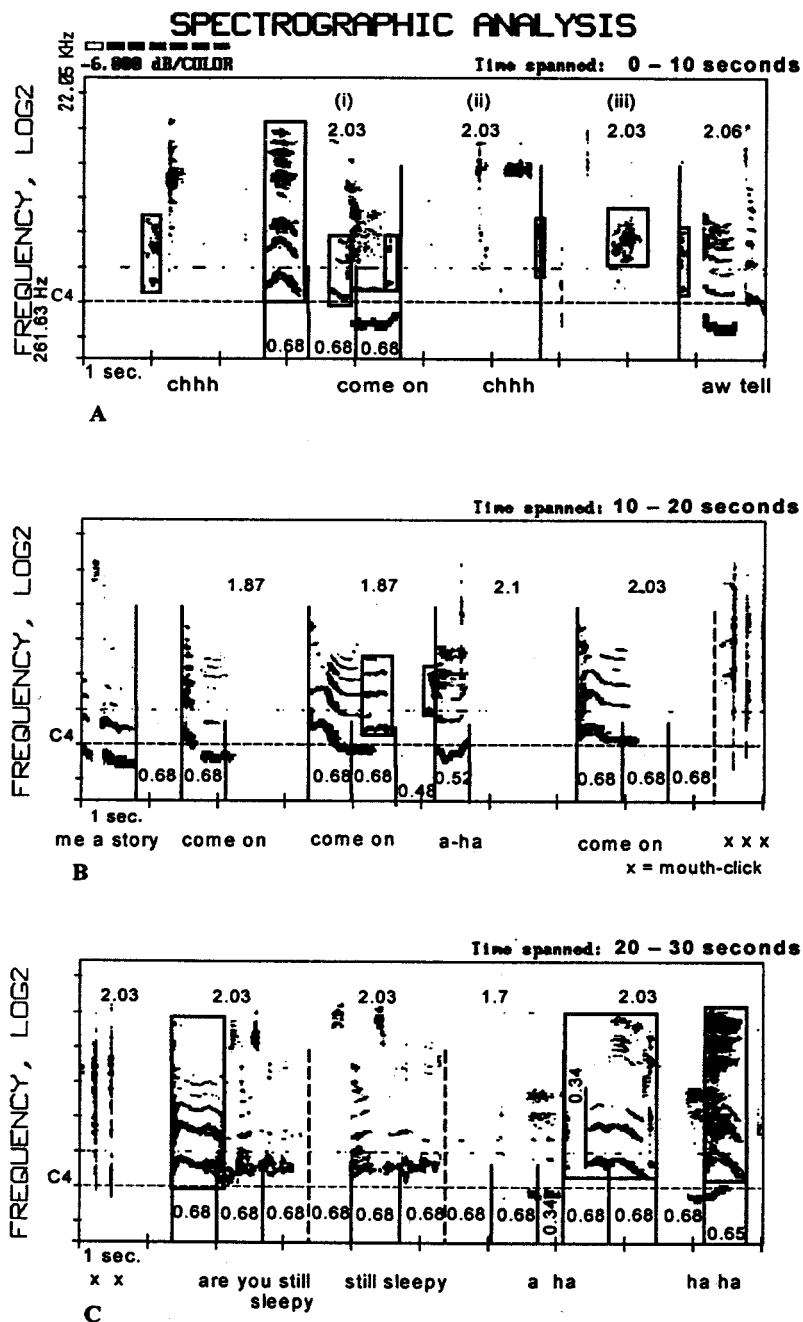 SPECTROGRAPHIC ANALYSIS
-6.000 dB/COLOR
Time spanned: 0 – 10 seconds
FREQUENCY, LOG2
22.05 KHz
261.63 Hz
C4
(i) (ii) (iii)
2.03 2.03 2.03 2.06
0.68 0.68 0.68
1 sec.
chhh come on chhh aw tell
A
Time spanned: 10 – 20 seconds
FREQUENCY, LOG2
C4
1.87 1.87 2.1 2.03
0.68 0.68 0.68 0.68 0.48 0.52 0.68 0.68 0.68
1 sec.
me a story come on come on a-ha come on x x x
x = mouth-click
B
Time spanned: 20 – 30 seconds
FREQUENCY, LOG2
C4
2.03 2.03 2.03 1.7 2.03
0.34
0.68 0.68 0.68 0.68 0.68 0.68 0.68 0.68 0.34 0.68 0.68 0.68 0.65
1 sec.
x x are you still still sleepy a ha ha ha
sleepy
C